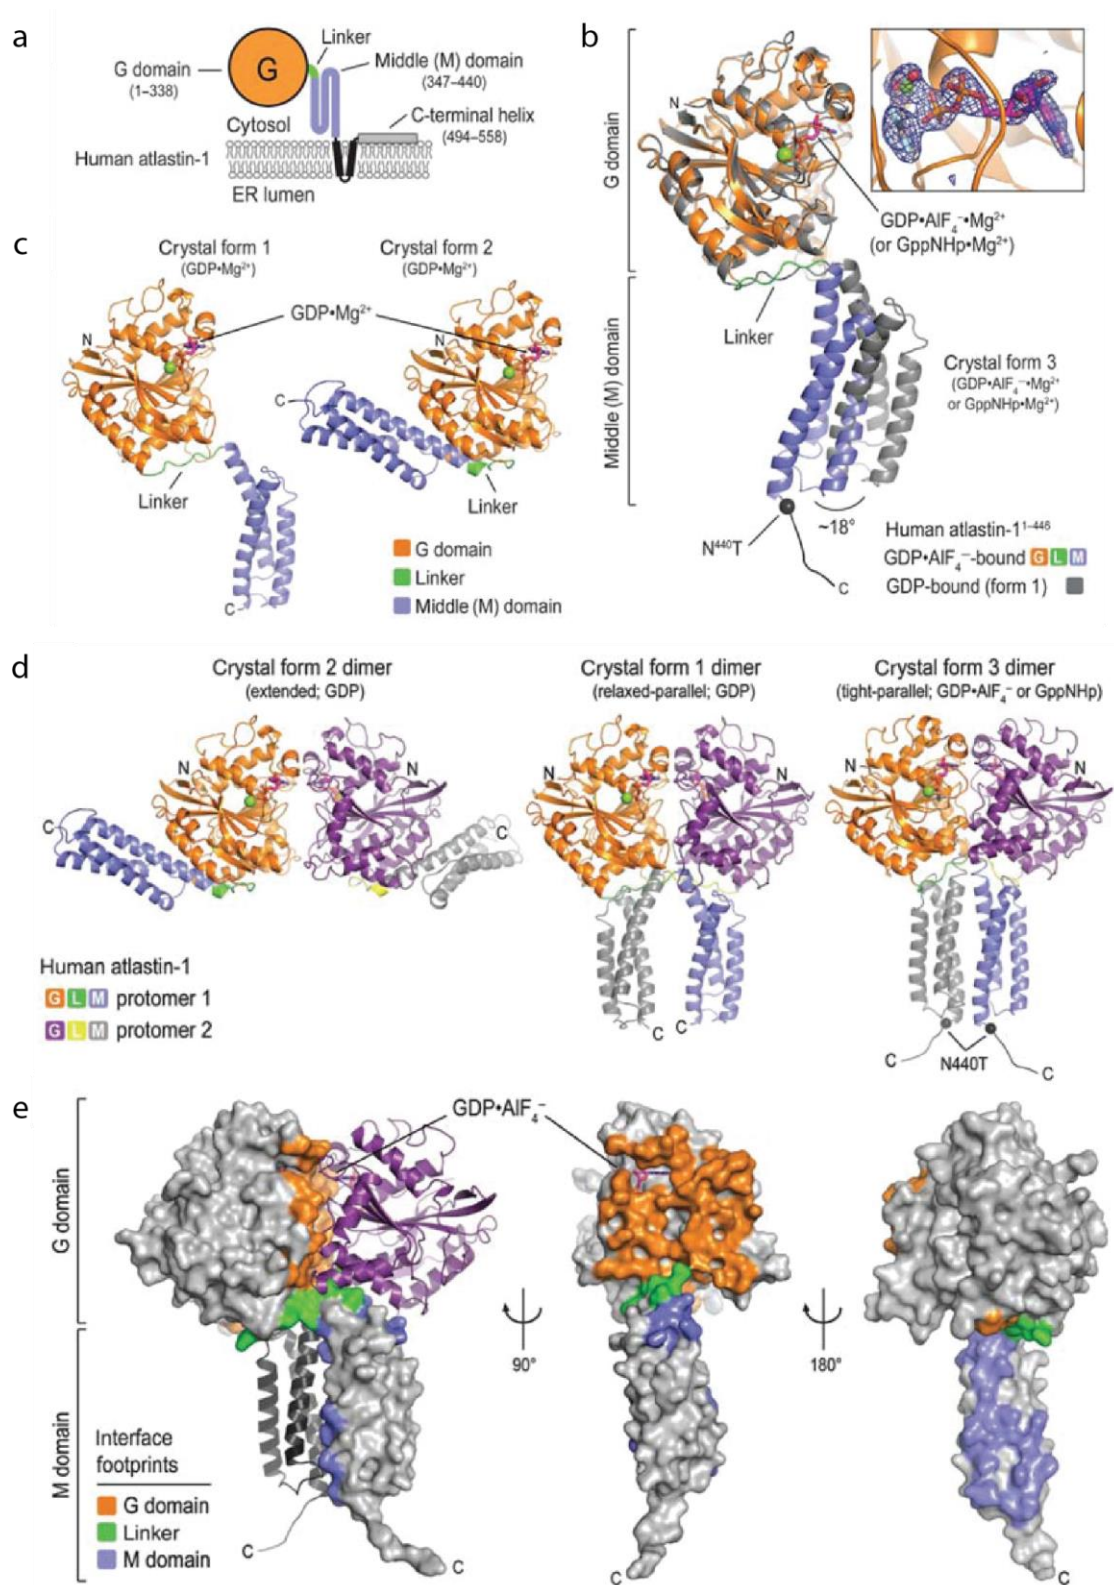 a
Linker
G domain
(1–338)
G
Middle (M) domain
(347–440)
C-terminal helix
(494–558)
Cytosol
Human atlastin-1
ER lumen
b
G domain
N
GDP•AlF₄⁻•Mg²⁺
(or GppNHp•Mg²⁺)
Linker
Middle (M) domain
Crystal form 3
(GDP•AlF₄⁻•Mg²⁺
or GppNHp•Mg²⁺)
~18°
N⁴⁴⁰T
C
Human atlastin-1¹⁻⁴⁴⁶
GDP•AlF₄⁻-bound G L M
GDP-bound (form 1)
c
Crystal form 1
(GDP•Mg²⁺)
Crystal form 2
(GDP•Mg²⁺)
GDP•Mg²⁺
N
N
C
Linker
Linker
C
G domain
Linker
Middle (M) domain
d
Crystal form 2 dimer
(extended; GDP)
Crystal form 1 dimer
(relaxed-parallel; GDP)
Crystal form 3 dimer
(tight-parallel; GDP•AlF₄⁻ or GppNHp)
N
N
N
N
N
N
C
C
Human atlastin-1
G L M protomer 1
G L M protomer 2
C
C
C
N440T
C
e
G domain
GDP•AlF₄⁻
90°
180°
M domain
Interface
footprints
G domain
Linker
M domain
C
C
C
C